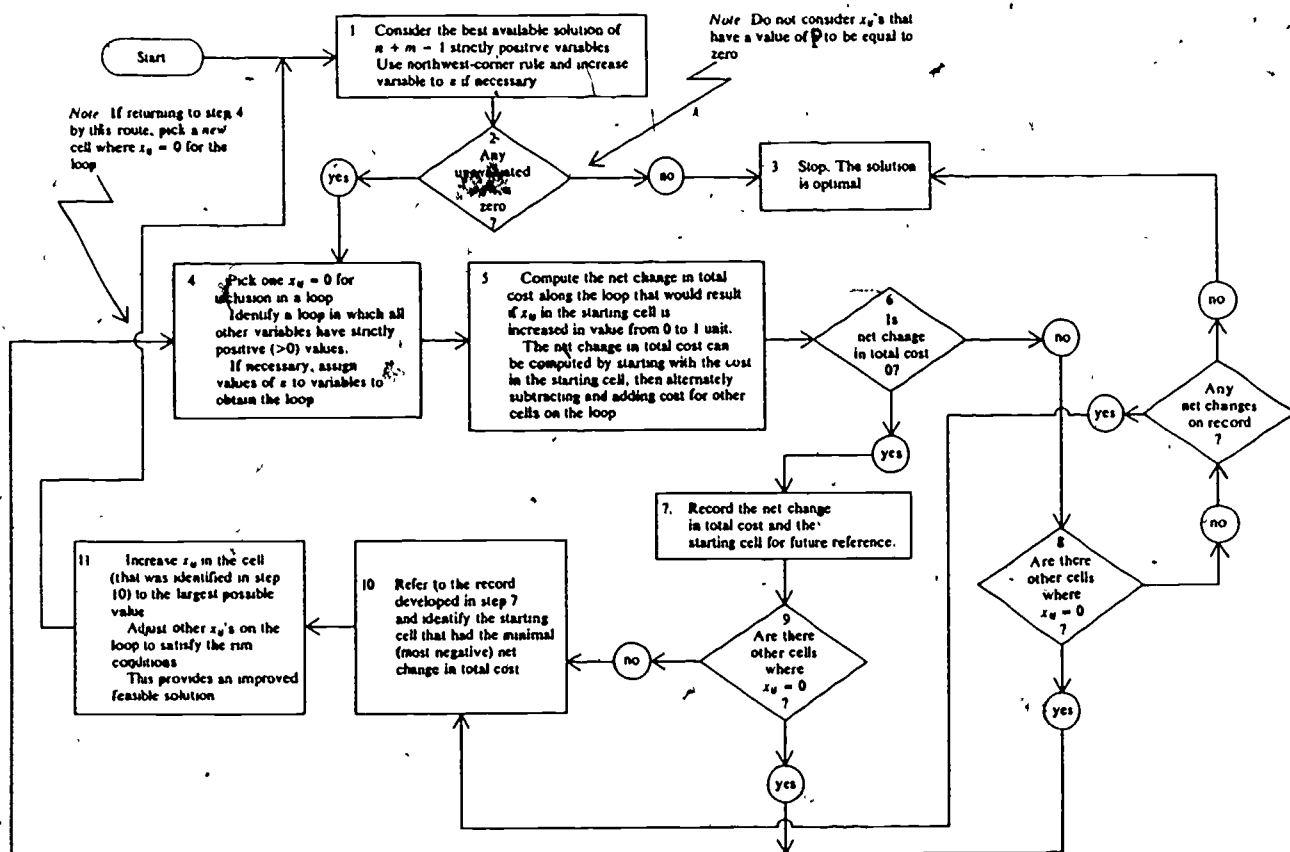 Start
1 Consider the best available solution of
n + m − 1 strictly positive variables
Use northwest-corner rule and increase
variable to ε if necessary
Note Do not consider xij's that
have a value of to be equal to
zero
Note If returning to step 4
by this route, pick a new
cell where xij = 0 for the
loop
2
Any
zero
?
yes
no
3 Stop. The solution
is optimal
4 Pick one xij = 0 for
inclusion in a loop
Identify a loop in which all
other variables have strictly
positive (>0) values.
If necessary, assign
values of ε to variables to
obtain the loop
5 Compute the net change in total
cost along the loop that would result
if xij in the starting cell is
increased in value from 0 to 1 unit.
The net change in total cost can
be computed by starting with the cost
in the starting cell, then alternately
subtracting and adding cost for other
cells on the loop
6
Is
net change
in total cost
0?
no
yes
no
Any
net changes
on record
?
yes
no
7. Record the net change
in total cost and the
starting cell for future reference.
8
Are there
other cells
where
xij = 0
?
yes
9
Are there
other cells
where
xij = 0
?
no
yes
10 Refer to the record
developed in step 7
and identify the starting
cell that had the minimal
(most negative) net
change in total cost
11 Increase xij in the cell
(that was identified in step
10) to the largest possible
value
Adjust other xij's on the
loop to satisfy the rim
conditions
This provides an improved
feasible solution